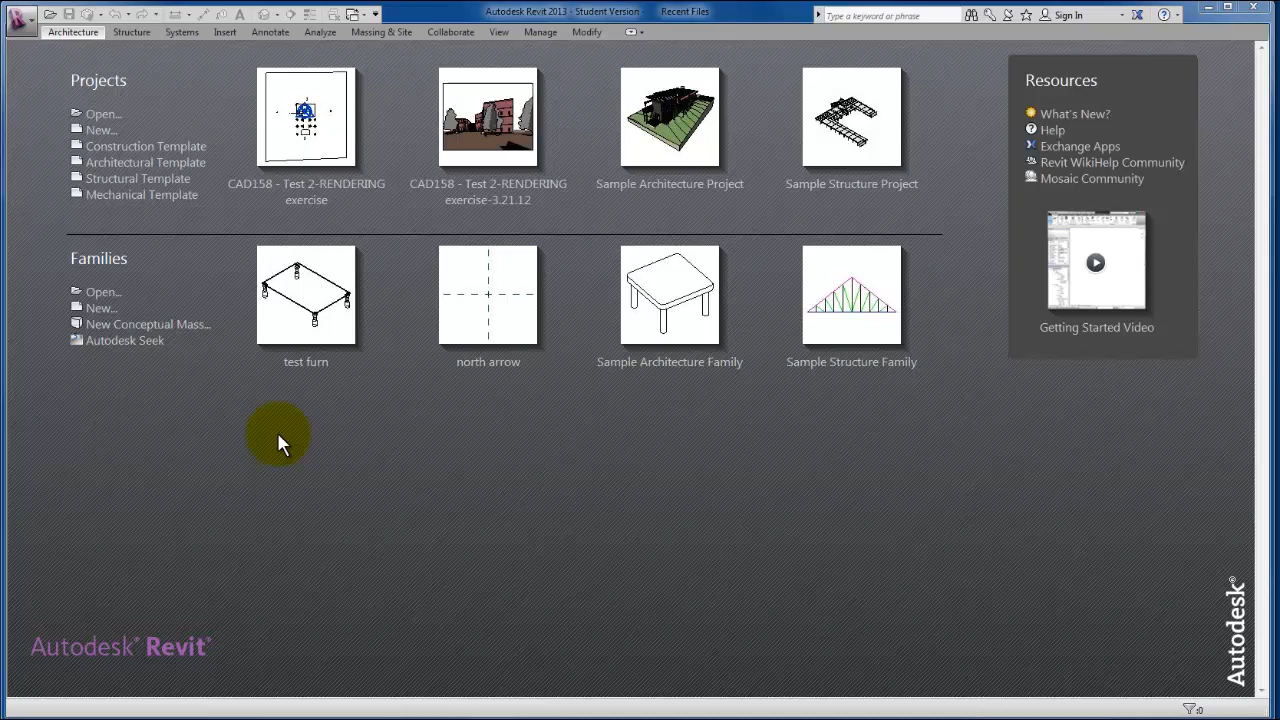 Autodesk Revit 2013 - Student Version Recent Files
Type a keyword or phrase
Sign In
Architecture Structure Systems Insert Annotate Analyze Massing & Site Collaborate View Manage Modify
Projects
Open...
New...
Construction Template
Architectural Template
Structural Template
Mechanical Template
CAD158 - Test 2-RENDERING
exercise
CAD158 - Test 2-RENDERING
exercise-3.21.12
Sample Architecture Project
Sample Structure Project
Families
Open...
New...
New Conceptual Mass...
Autodesk Seek
test furn
north arrow
Sample Architecture Family
Sample Structure Family
Resources
What's New?
Help
Exchange Apps
Revit WikiHelp Community
Mosaic Community
Getting Started Video
Autodesk® Revit®
Autodesk®
:0